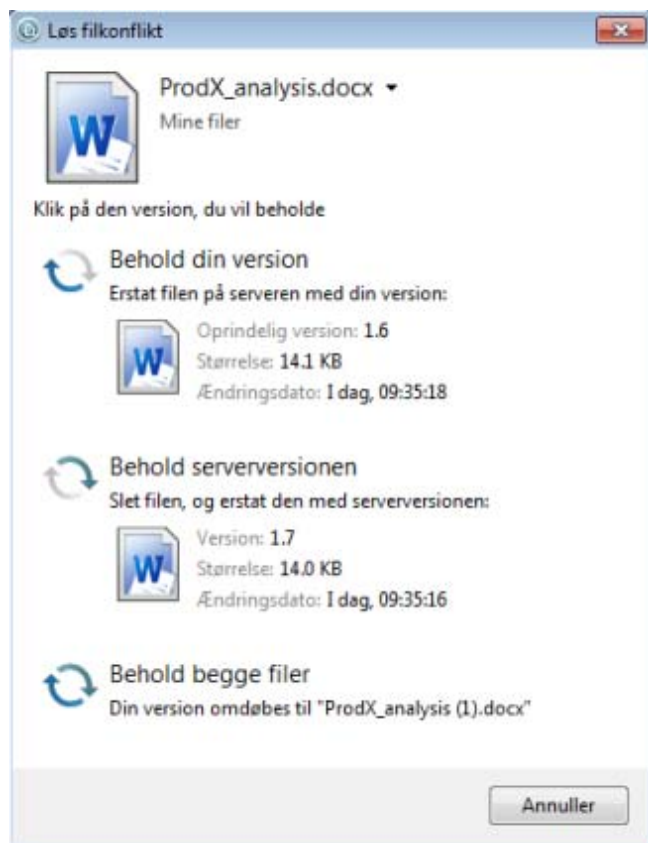 Løs filkonflikt
ProdX_analysis.docx
Mine filer
Klik på den version, du vil beholde
Behold din version
Erstat filen på serveren med din version:
Oprindelig version: 1.6
Størrelse: 14.1 KB
Ændringsdato: I dag, 09:35:18
Behold serverversionen
Slet filen, og erstat den med serverversionen:
Version: 1.7
Størrelse: 14.0 KB
Ændringsdato: I dag, 09:35:16
Behold begge filer
Din version omdøbes til "ProdX_analysis (1).docx"
Annuller